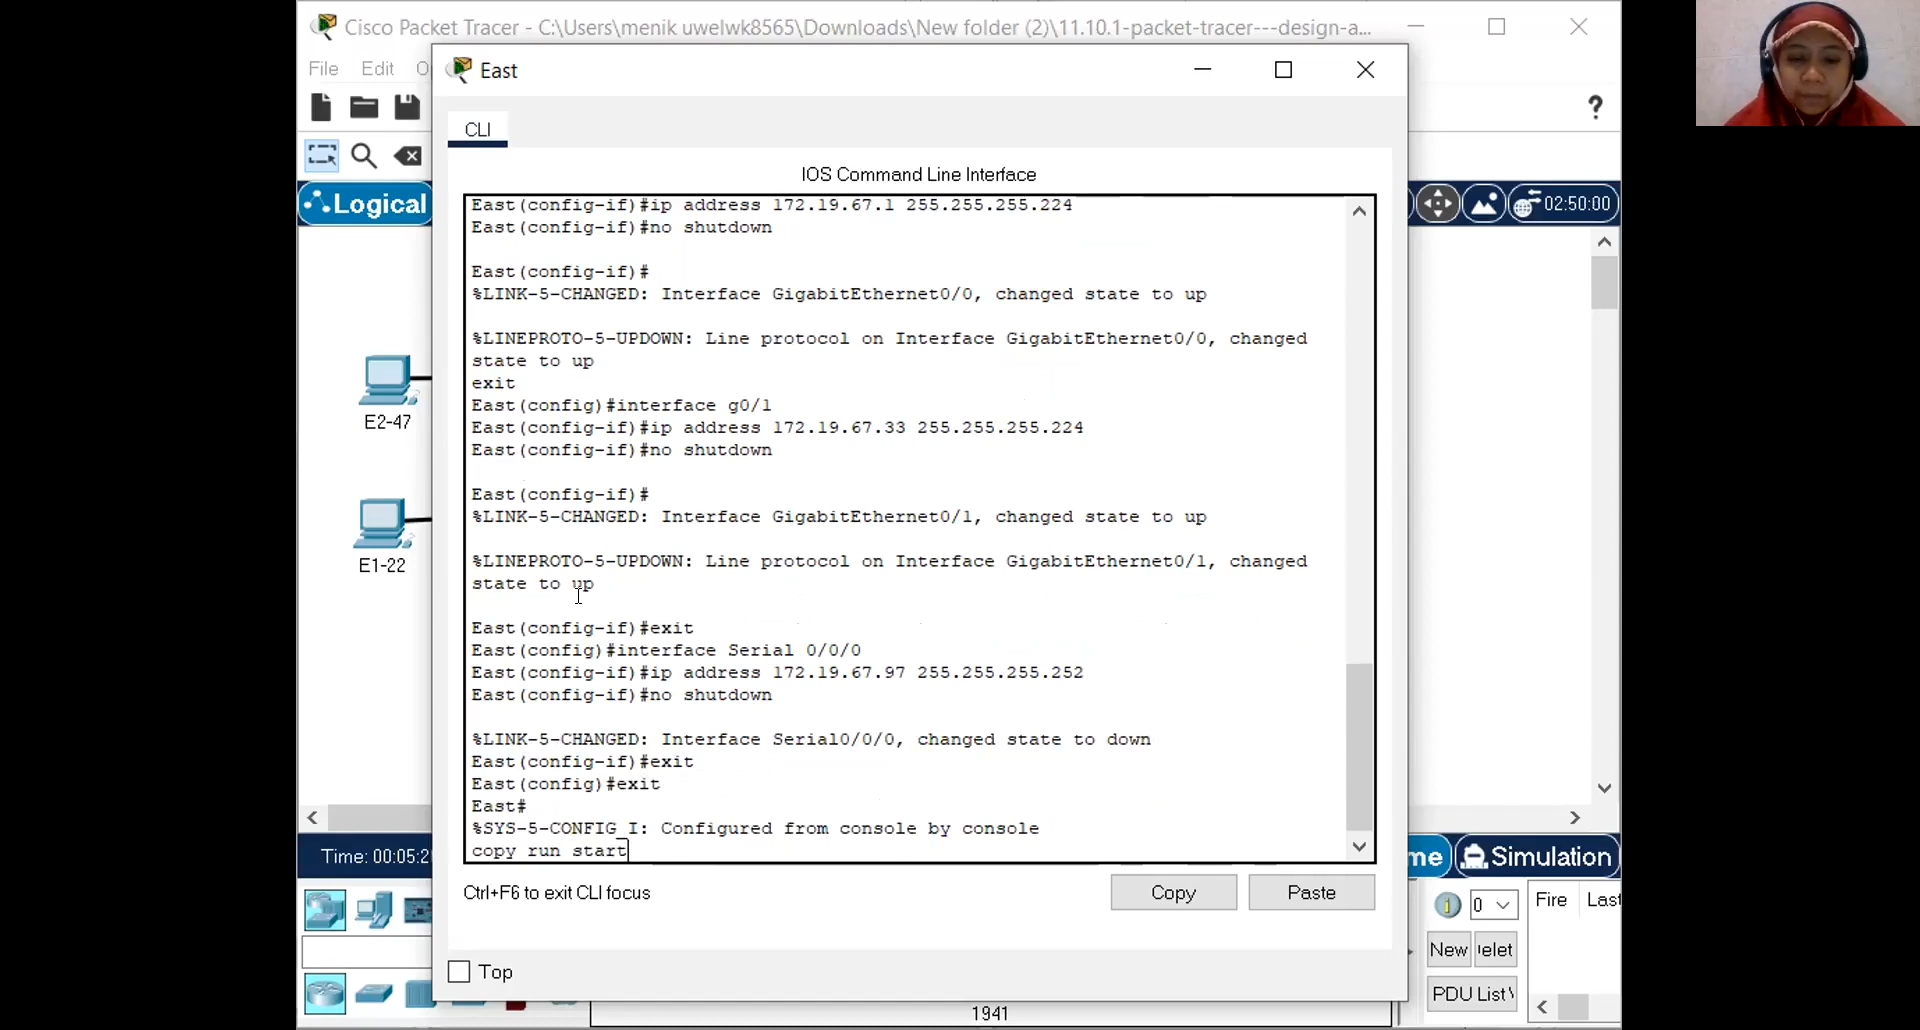 Cisco Packet Tracer - C:\Users\menik uwelwk8565\Downloads\New folder (2)\11.10.1-packet-tracer---design-a...
File Edit O
East
CLI
IOS Command Line Interface
Logical
02:50:00
East(config-if)#ip address 172.19.67.1 255.255.255.224
East(config-if)#no shutdown
East(config-if)#
%LINK-5-CHANGED: Interface GigabitEthernet0/0, changed state to up
%LINEPROTO-5-UPDOWN: Line protocol on Interface GigabitEthernet0/0, changed
state to up
exit
East(config)#interface g0/1
East(config-if)#ip address 172.19.67.33 255.255.255.224
East(config-if)#no shutdown
East(config-if)#
%LINK-5-CHANGED: Interface GigabitEthernet0/1, changed state to up
%LINEPROTO-5-UPDOWN: Line protocol on Interface GigabitEthernet0/1, changed
state to up
East(config-if)#exit
East(config)#interface Serial 0/0/0
East(config-if)#ip address 172.19.67.97 255.255.255.252
East(config-if)#no shutdown
%LINK-5-CHANGED: Interface Serial0/0/0, changed state to down
East(config-if)#exit
East(config)#exit
East#
%SYS-5-CONFIG_I: Configured from console by console
copy run start
E2-47
E1-22
Time: 00:05:2
me
Simulation
Ctrl+F6 to exit CLI focus
Copy
Paste
0
Fire Last
New
elet
Top
PDU List
1941